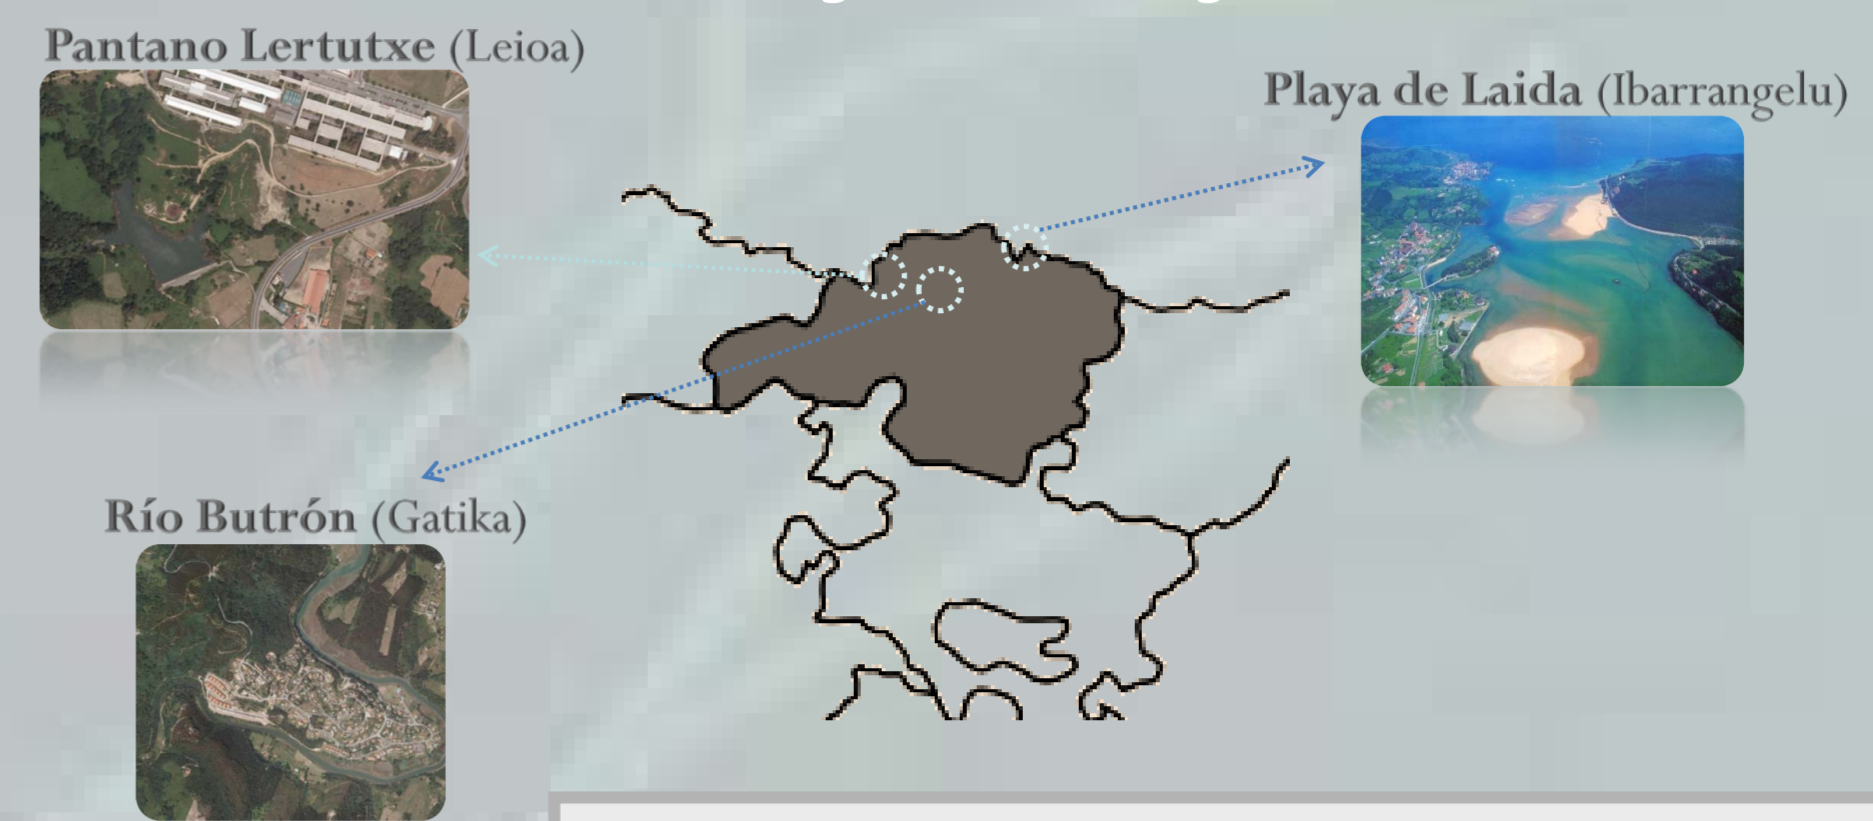 Pantano Lertutxe (Leioa)
Playa de Laida (Ibarrangelu)
Río Butrón (Gatika)